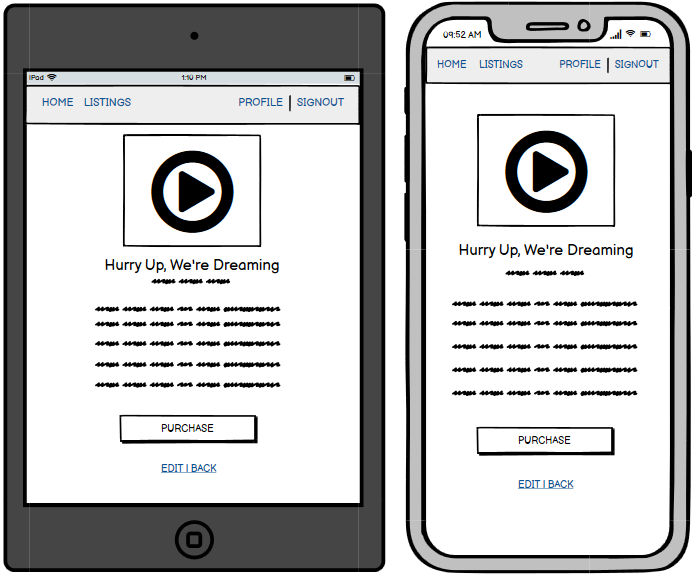 iPad 1:10 PM
HOME LISTINGS PROFILE | SIGNOUT
Hurry Up, We're Dreaming
PURCHASE
EDIT | BACK
09:52 AM
HOME LISTINGS PROFILE | SIGNOUT
Hurry Up, We're Dreaming
PURCHASE
EDIT | BACK